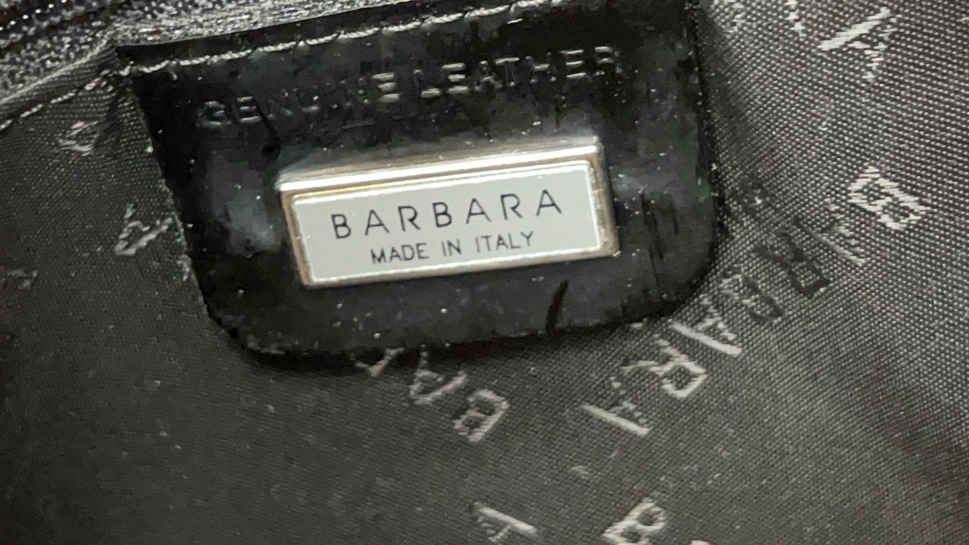 GENUINE LEATHER
BARBARA
MADE IN ITALY